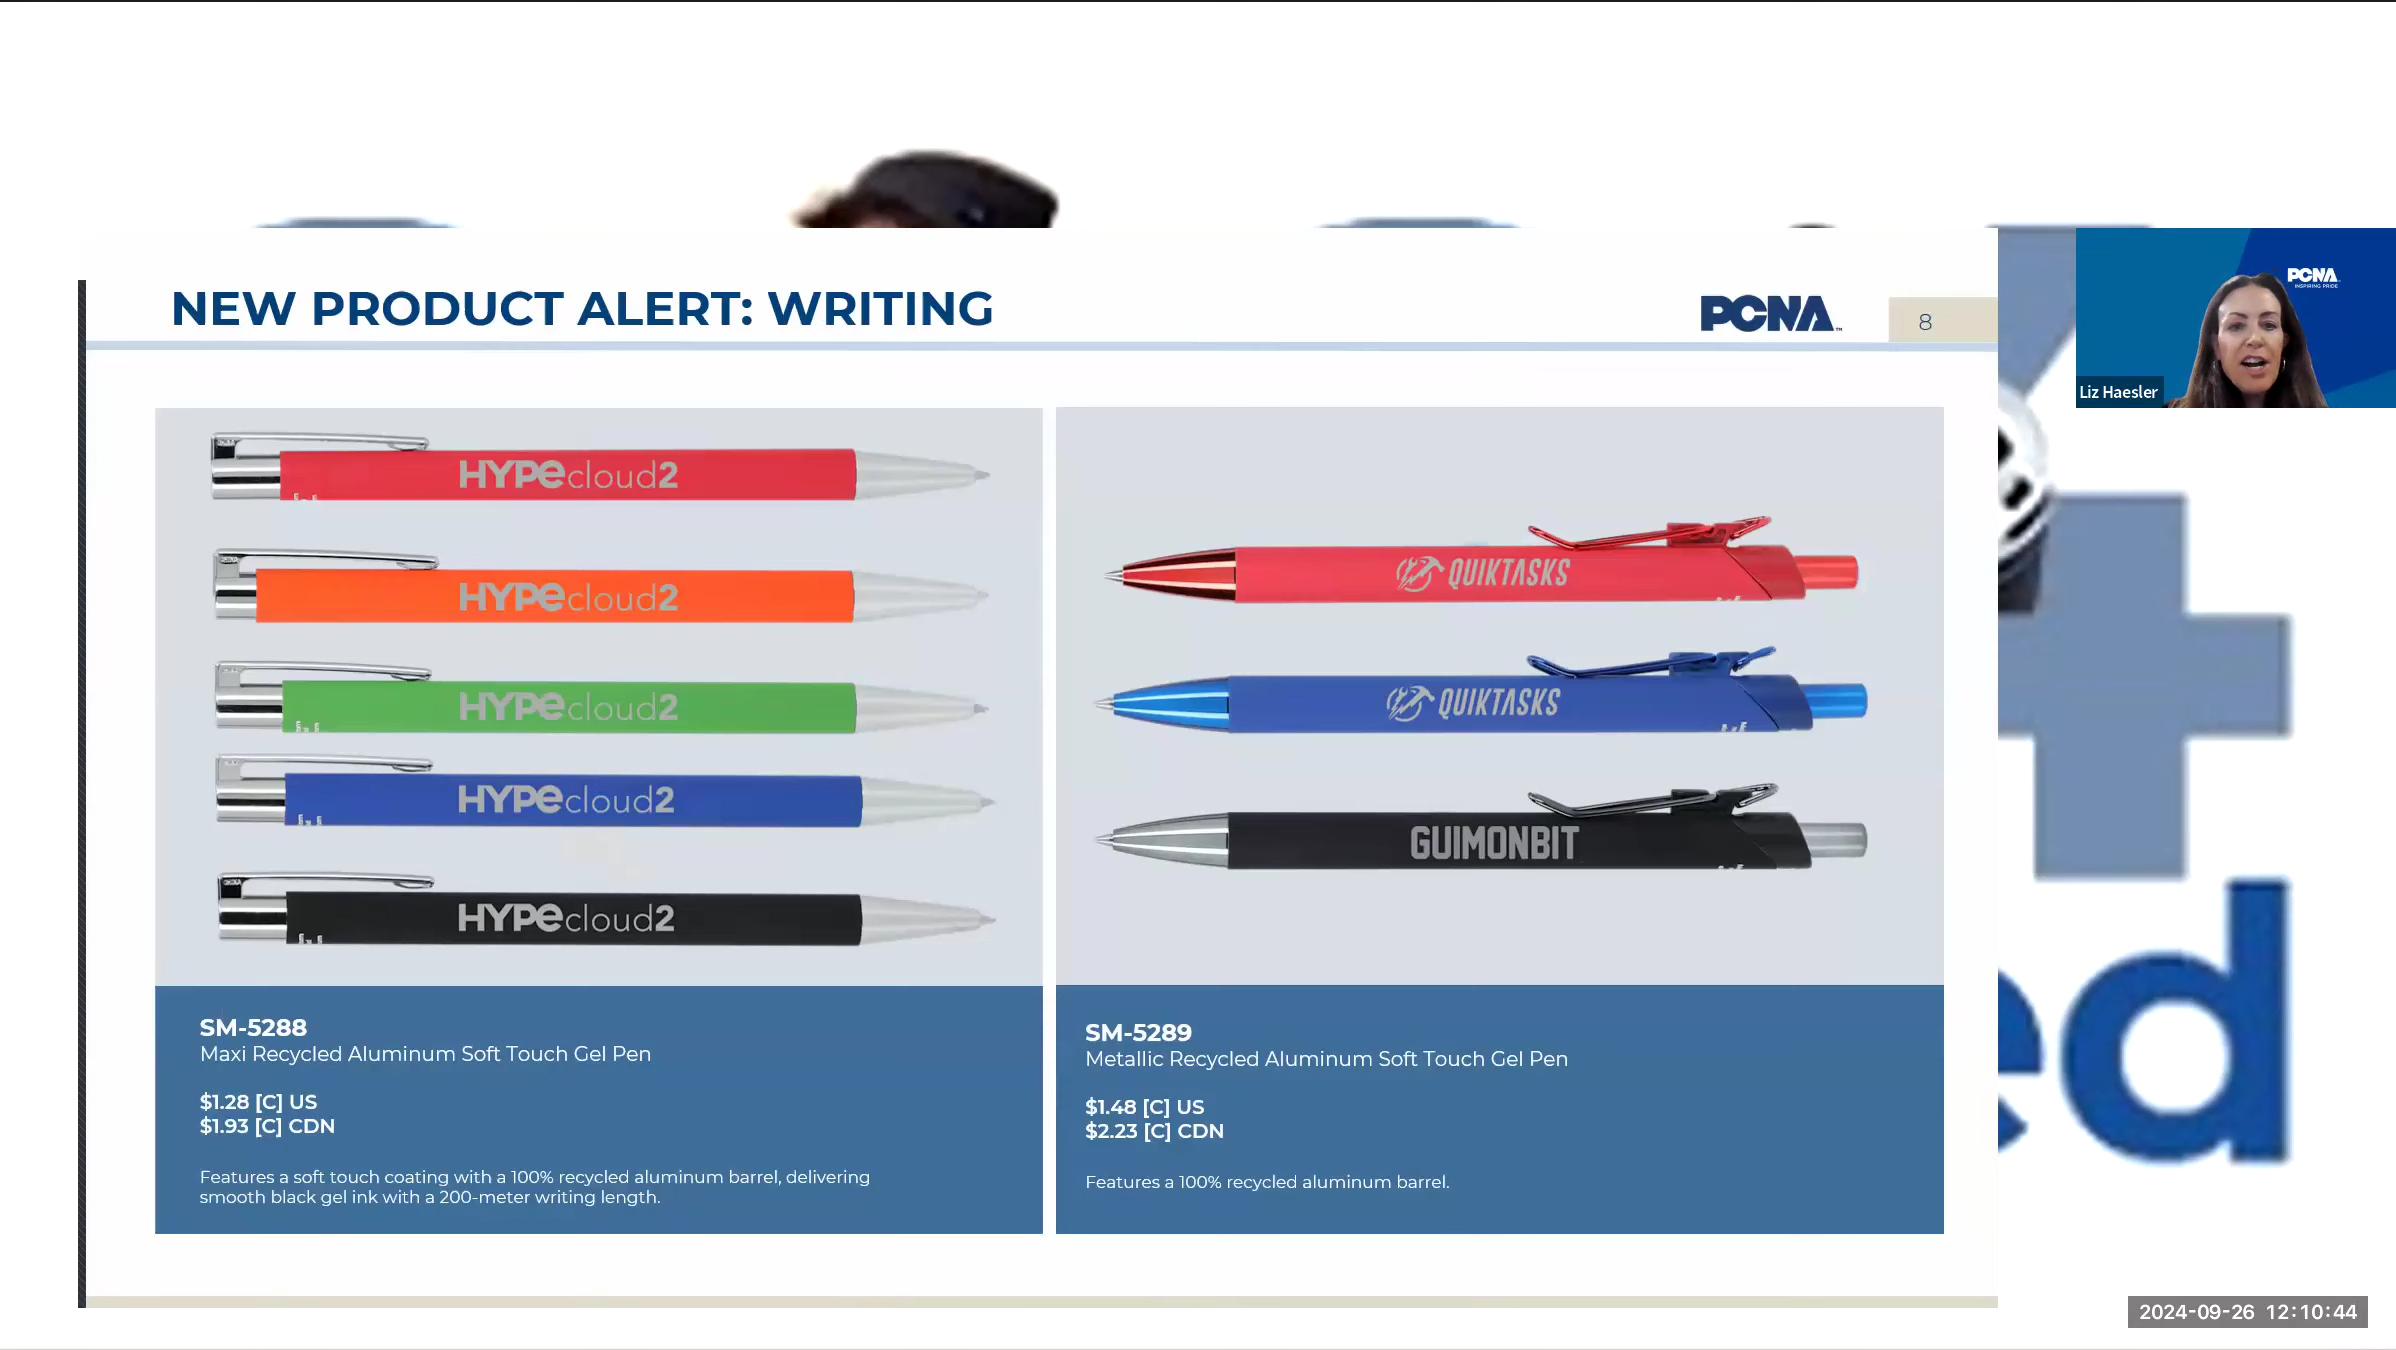 NEW PRODUCT ALERT: WRITING
PCNA™
8
PCNA
INSPIRING PRIDE
Liz Haesler
HYPecloud2
HYPecloud2
HYPecloud2
HYPecloud2
HYPecloud2
QUIKTASKS
QUIKTASKS
GUIMONBIT
SM-5288
Maxi Recycled Aluminum Soft Touch Gel Pen
$1.28 [C] US
$1.93 [C] CDN
Features a soft touch coating with a 100% recycled aluminum barrel, delivering
smooth black gel ink with a 200-meter writing length.
SM-5289
Metallic Recycled Aluminum Soft Touch Gel Pen
$1.48 [C] US
$2.23 [C] CDN
Features a 100% recycled aluminum barrel.
ed
2024-09-26 12:10:44